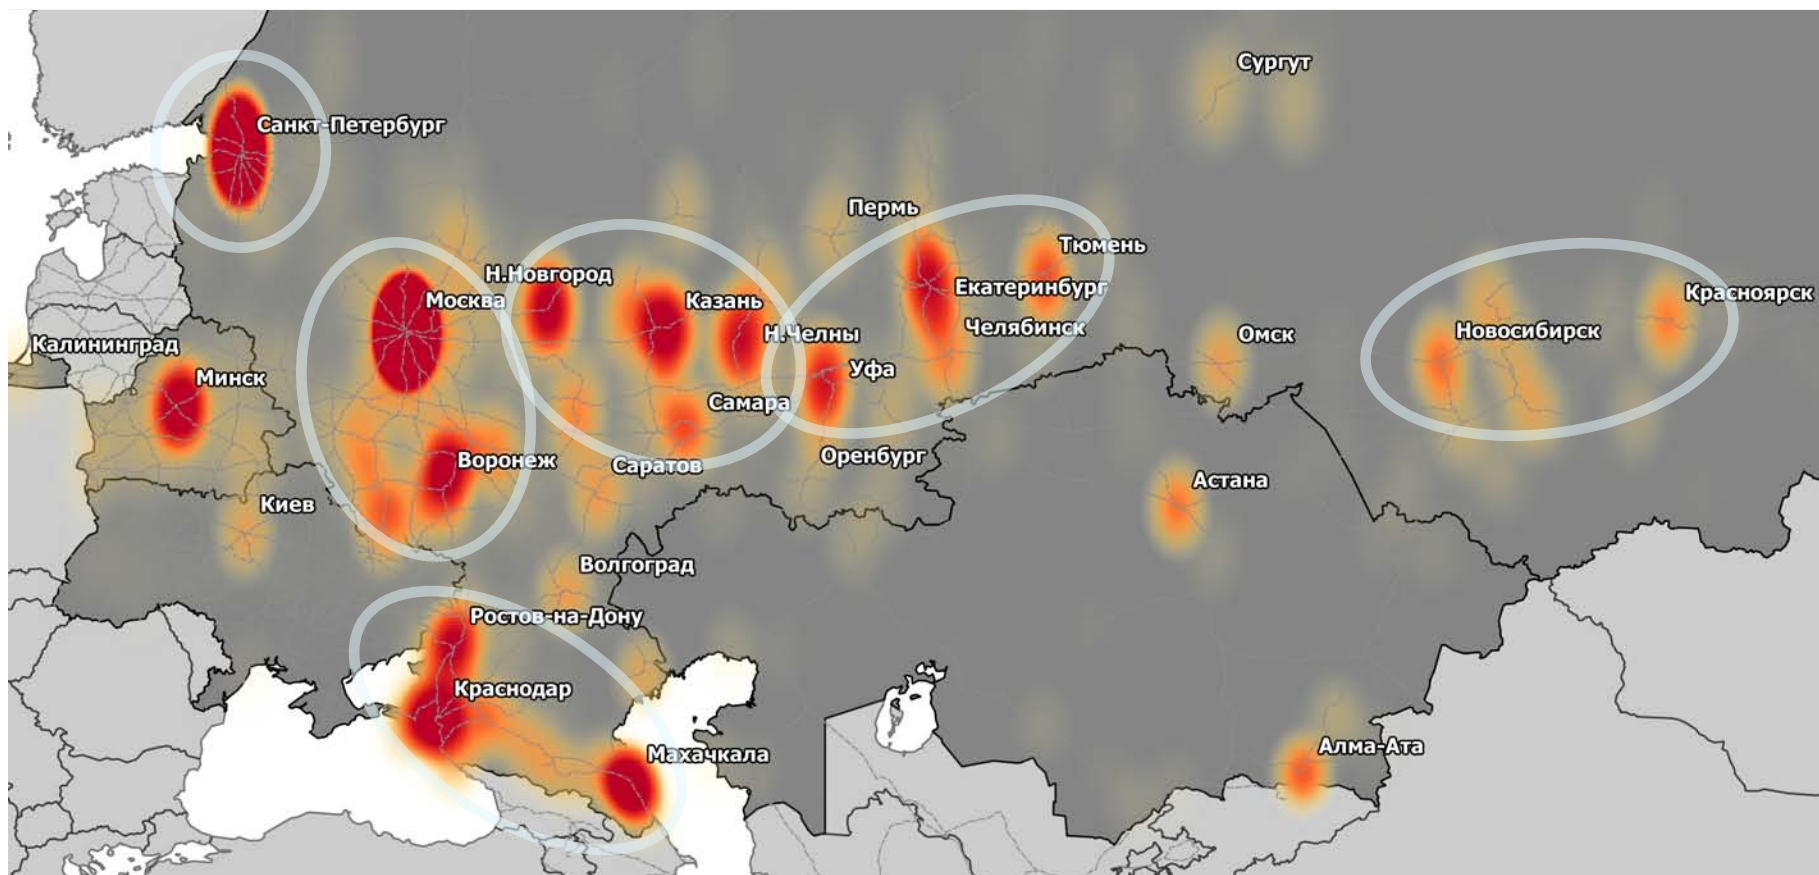 Сургут
Санкт-Петербург
Пермь
Тюмень
Н.Новгород
Москва
Казань
Екатеринбург
Красноярск
Калининград
Н.Челны
Челябинск
Омск
Новосибирск
Минск
Уфа
Самара
Воронеж
Саратов
Оренбург
Астана
Киев
Волгоград
Ростов-на-Дону
Краснодар
Махачкала
Алма-Ата